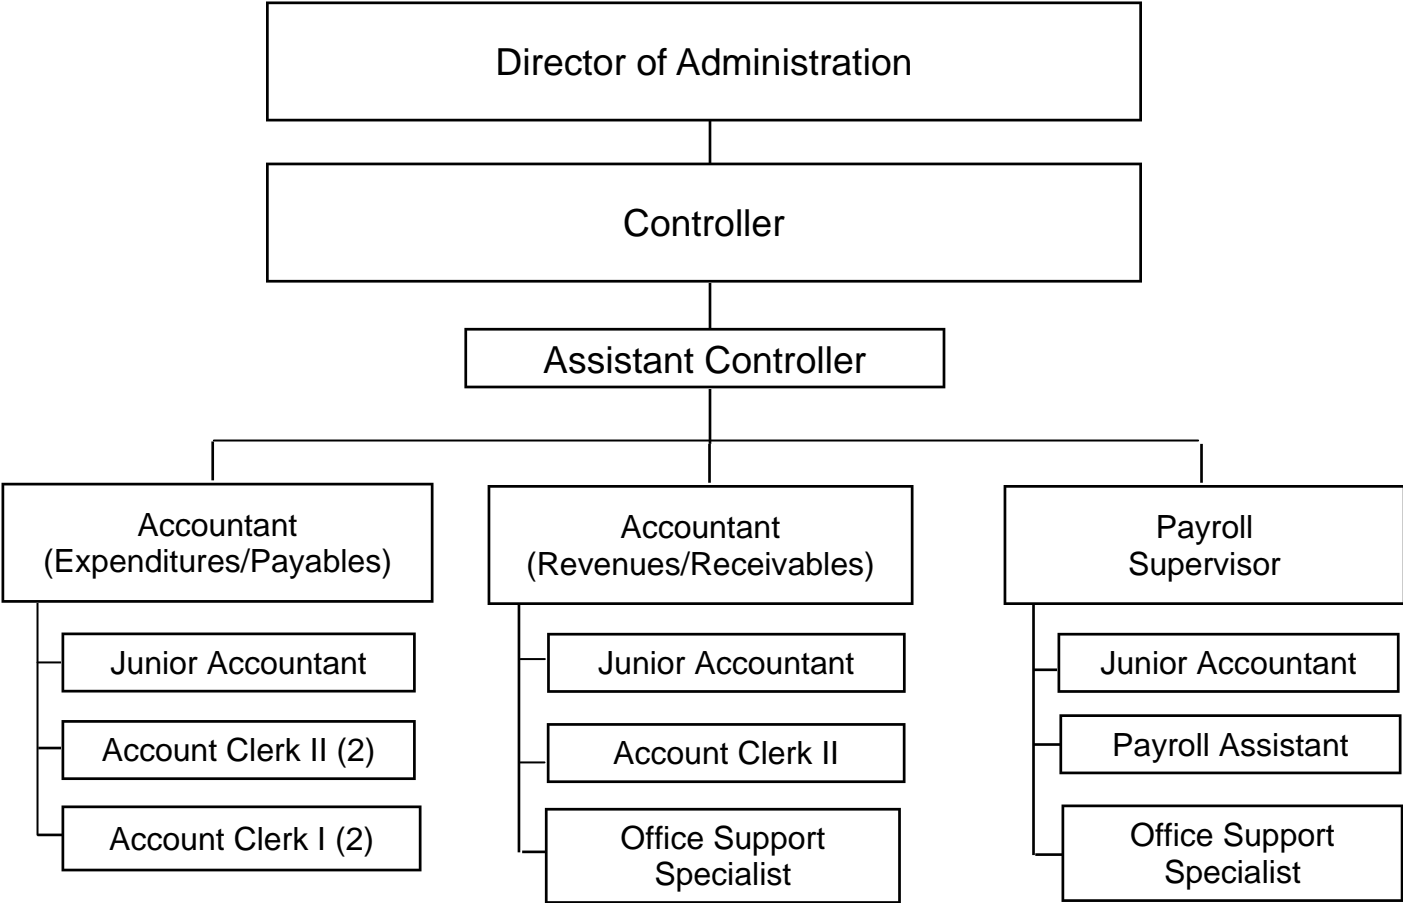 Director of Administration
Controller
Assistant Controller
Accountant
(Expenditures/Payables)
Junior Accountant
Account Clerk II (2)
Account Clerk I (2)
Accountant
(Revenues/Receivables)
Junior Accountant
Account Clerk II
Office Support
Specialist
Payroll
Supervisor
Junior Accountant
Payroll Assistant
Office Support
Specialist